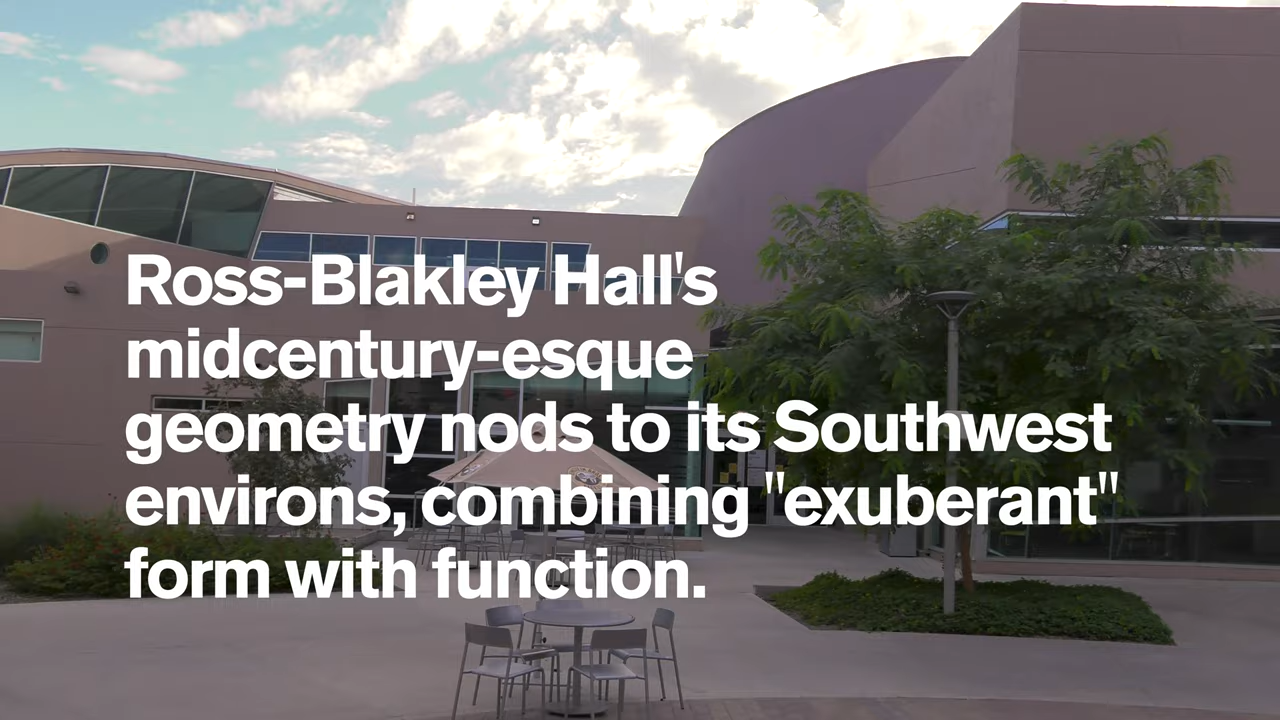 Ross-Blakley Hall's
midcentury-esque
geometry nods to its Southwest
environs, combining "exuberant"
form with function.